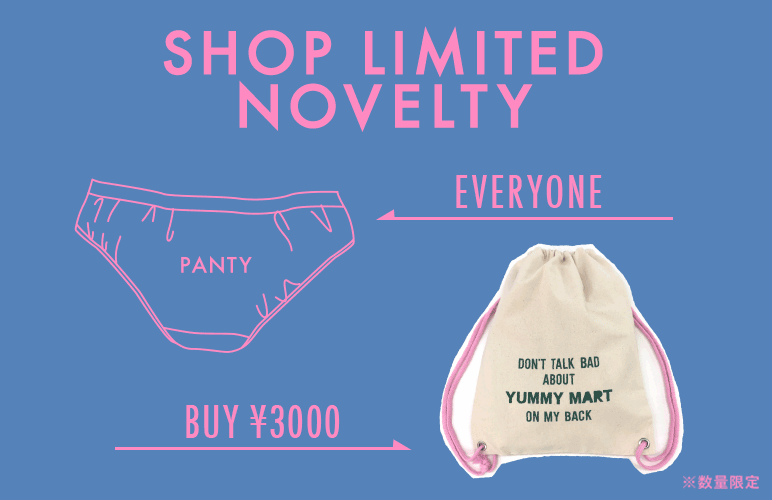 SHOP LIMITED
NOVELTY
EVERYONE
PANTY
DON'T TALK BAD
ABOUT
YUMMY MART
ON MY BACK
BUY ¥3000
※数量限定